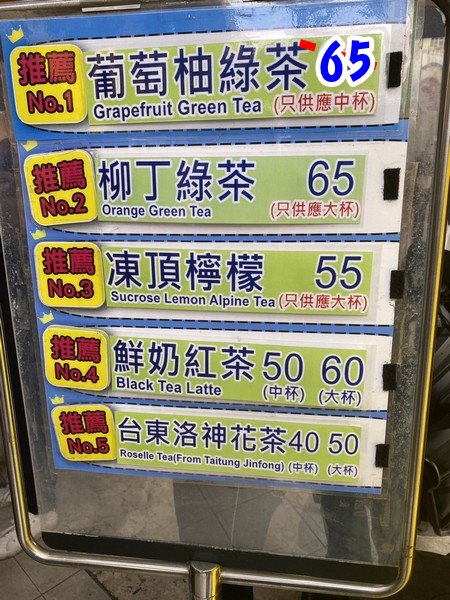 推薦
No.1
葡萄柚綠茶 65
Grapefruit Green Tea (只供應中杯)
推薦
No.2
柳丁綠茶 65
Orange Green Tea (只供應大杯)
推薦
No.3
凍頂檸檬 55
Sucrose Lemon Alpine Tea (只供應大杯)
推薦
No.4
鮮奶紅茶 50 60
Black Tea Latte (中杯) (大杯)
推薦
No.5
台東洛神花茶 40 50
Roselle Tea(From Taitung Jinfong) (中杯) (大杯)